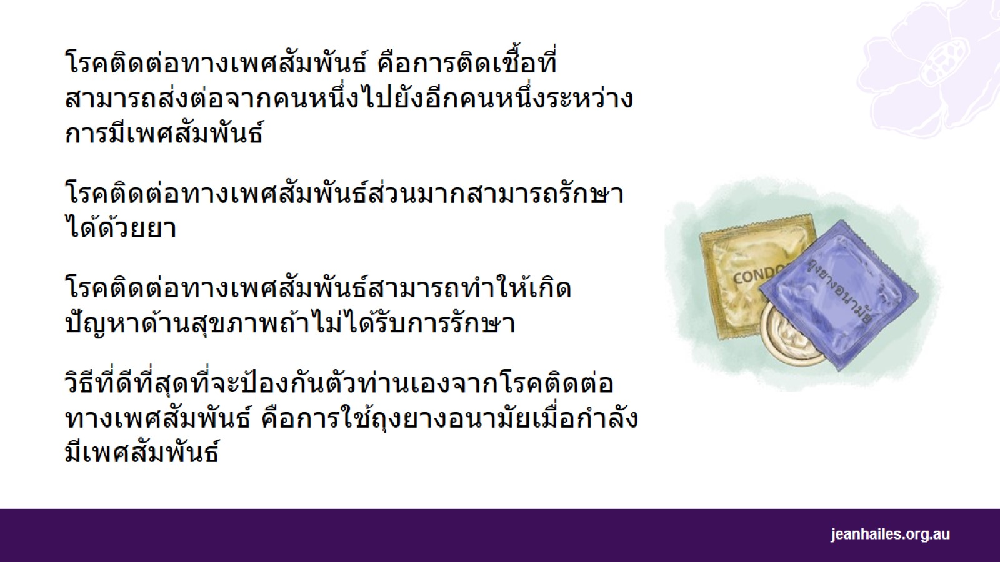 โรคติดต่อทางเพศสัมพันธ์ คือการติดเชื้อที่
สามารถส่งต่อจากคนหนึ่งไปยังอีกคนหนึ่งระหว่าง
การมีเพศสัมพันธ์
โรคติดต่อทางเพศสัมพันธ์ส่วนมากสามารถรักษา
ได้ด้วยยา
โรคติดต่อทางเพศสัมพันธ์สามารถทำให้เกิด
ปัญหาด้านสุขภาพถ้าไม่ได้รับการรักษา
วิธีที่ดีที่สุดที่จะป้องกันตัวท่านเองจากโรคติดต่อ
ทางเพศสัมพันธ์ คือการใช้ถุงยางอนามัยเมื่อกำลัง
มีเพศสัมพันธ์
CONDO
ถุงยางอนามัย
jeanhailes.org.au